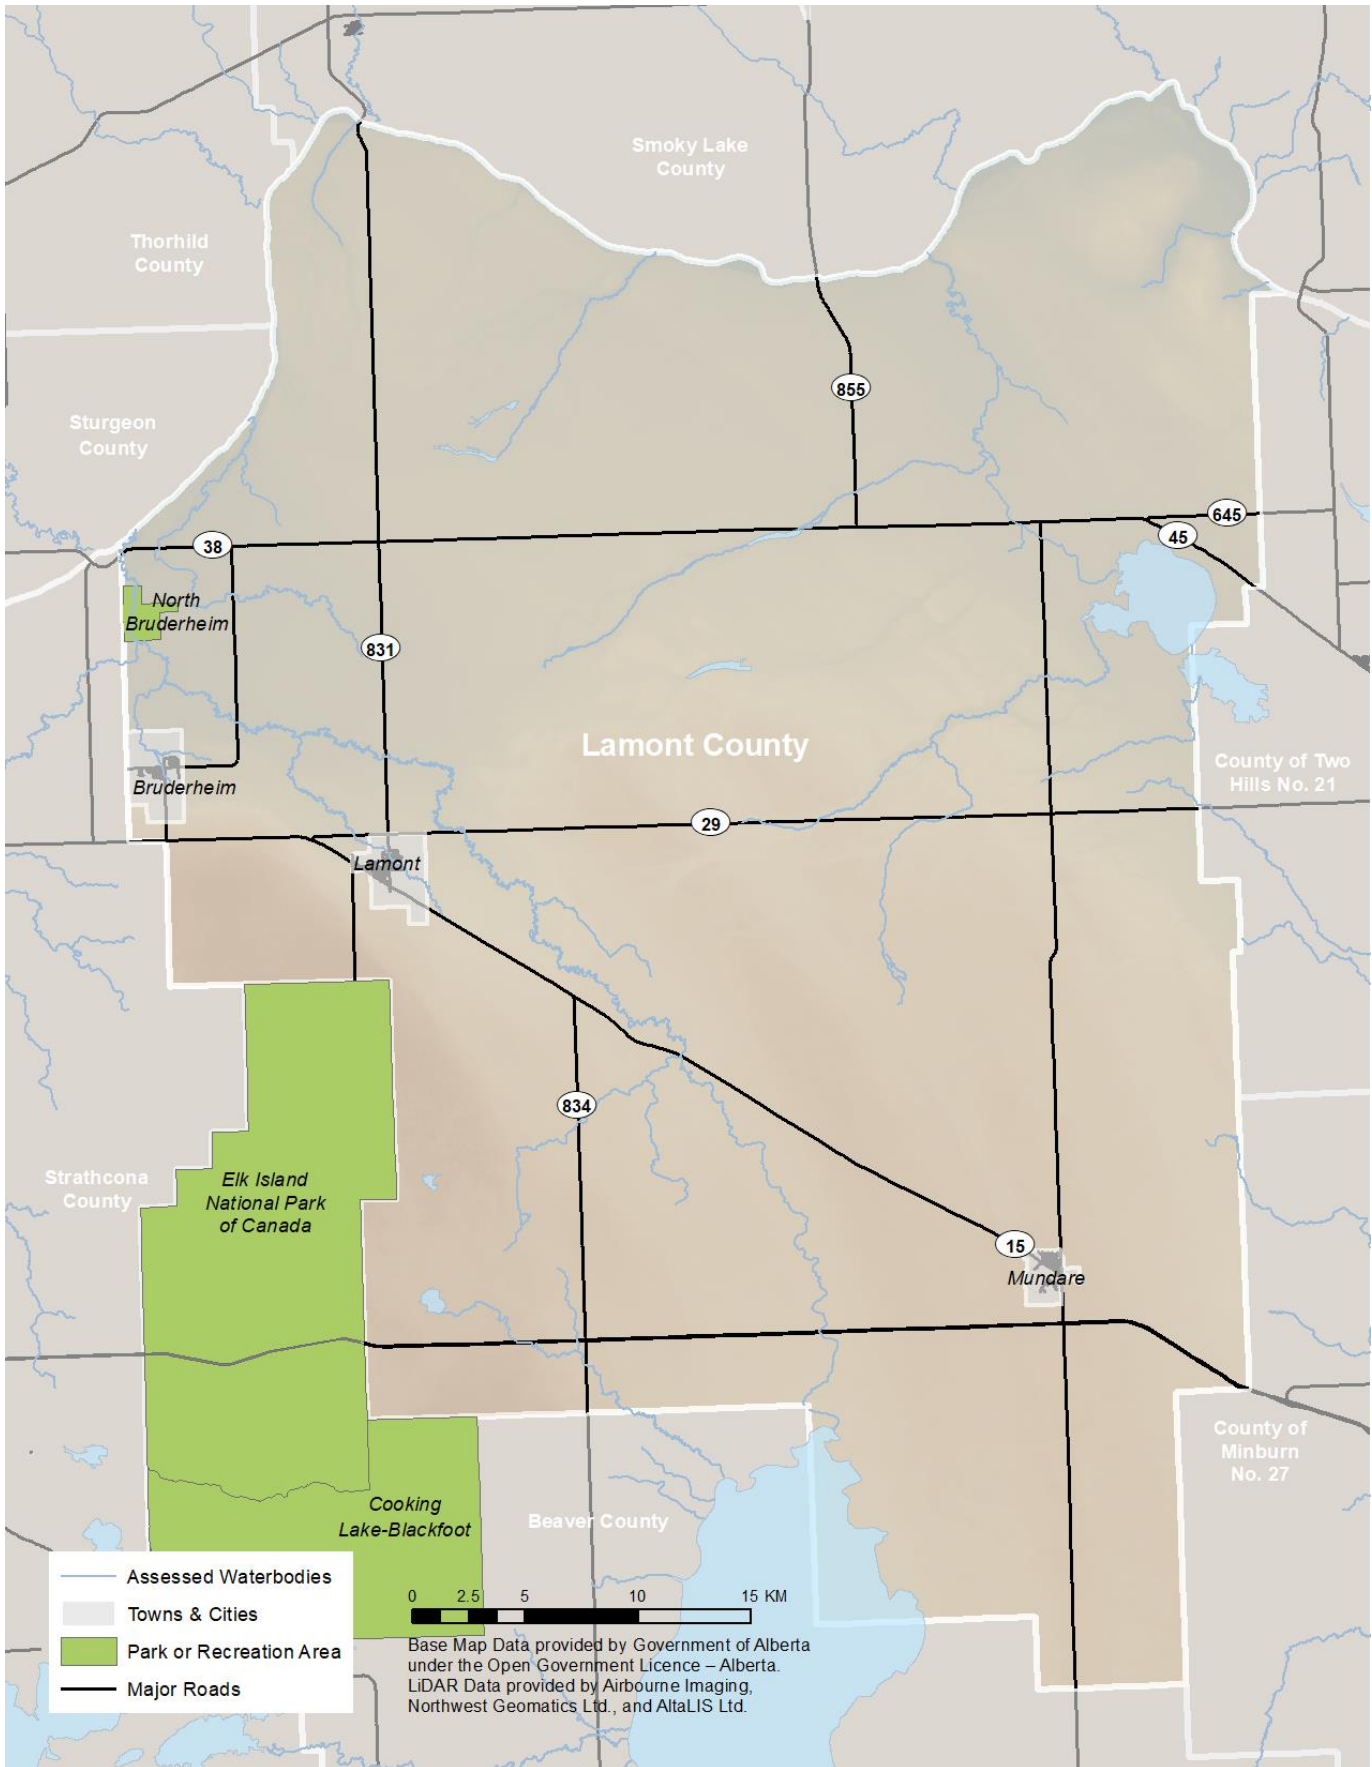 Smoky Lake
County
Thorhild
County
855
Sturgeon
County
645
38
45
North
Bruderheim
831
Lamont County
County of Two
Hills No. 21
Bruderheim
29
Lamont
834
Strathcona
County
Elk Island
National Park
of Canada
15
Mundare
County of
Minburn
No. 27
Cooking
Lake-Blackfoot
Beaver County
Assessed Waterbodies
Towns & Cities
Park or Recreation Area
Major Roads
0 2.5 5 10 15 KM
Base Map Data provided by Government of Alberta
under the Open Government Licence – Alberta.
LiDAR Data provided by Airbourne Imaging,
Northwest Geomatics Ltd., and AltaLIS Ltd.